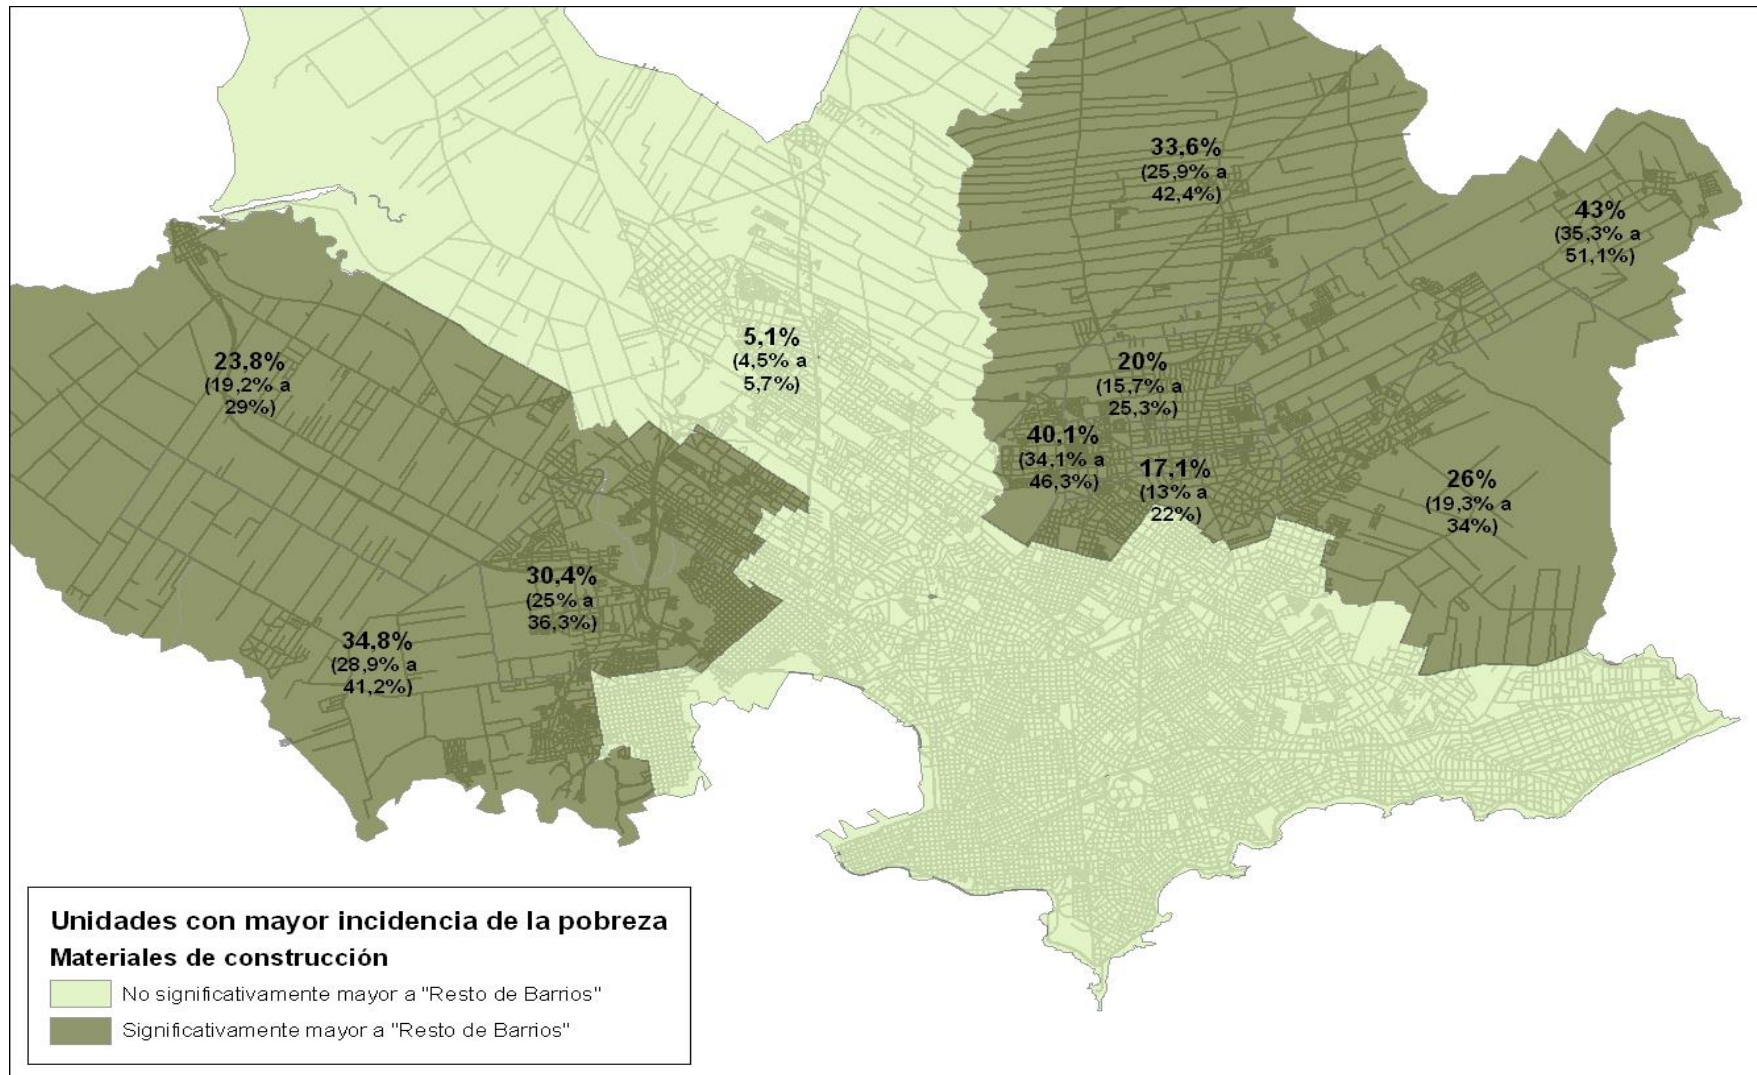 33,6%
(25,9% a
42,4%)
43%
(35,3% a
51,1%)
5,1%
(4,5% a
5,7%)
23,8%
(19,2% a
29%)
20%
(15,7% a
25,3%)
40,1%
(34,1% a
46,3%)
17,1%
(13% a
22%)
26%
(19,3% a
34%)
30,4%
(25% a
36,3%)
34,8%
(28,9% a
41,2%)
Unidades con mayor incidencia de la pobreza
Materiales de construcción
No significativamente mayor a "Resto de Barrios"
Significativamente mayor a "Resto de Barrios"